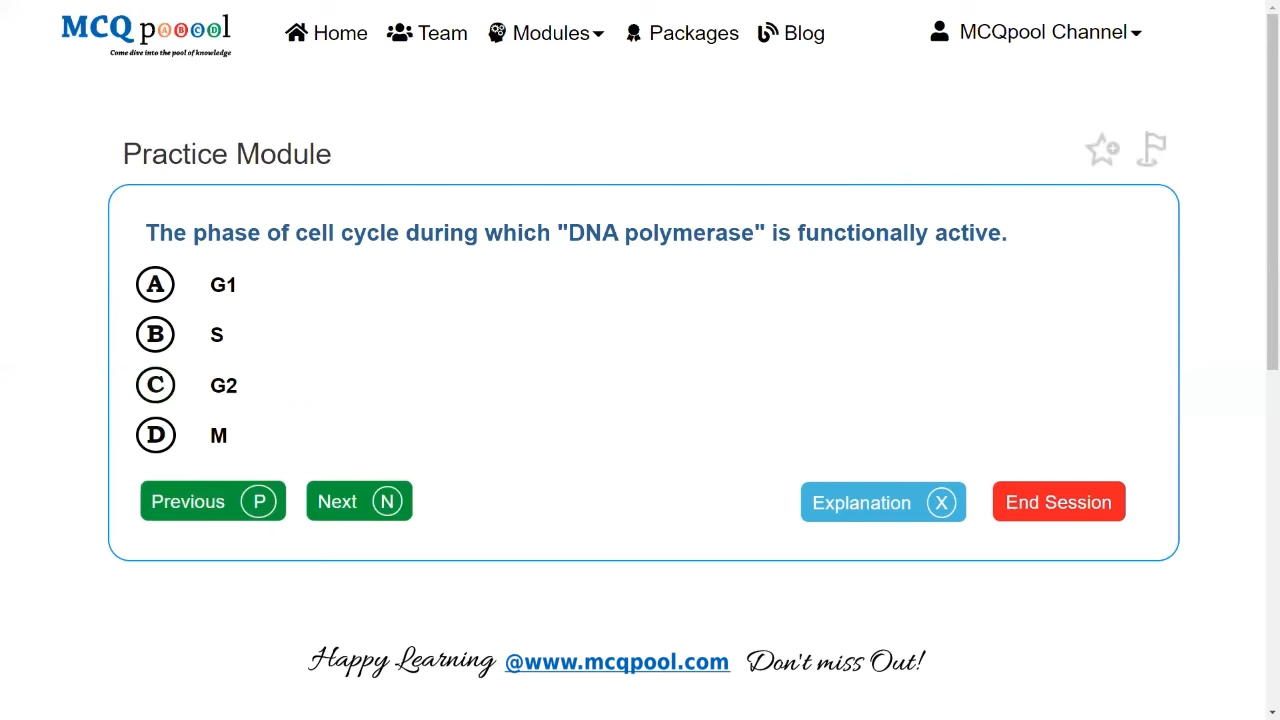 MCQ pABCDl Home Team Modules Packages Blog MCQpool Channel
Come dive into the pool of knowledge
Practice Module
The phase of cell cycle during which "DNA polymerase" is functionally active.
A G1
B S
C G2
D M
Previous P Next N Explanation X End Session
Happy Learning @www.mcqpool.com Don't miss Out!